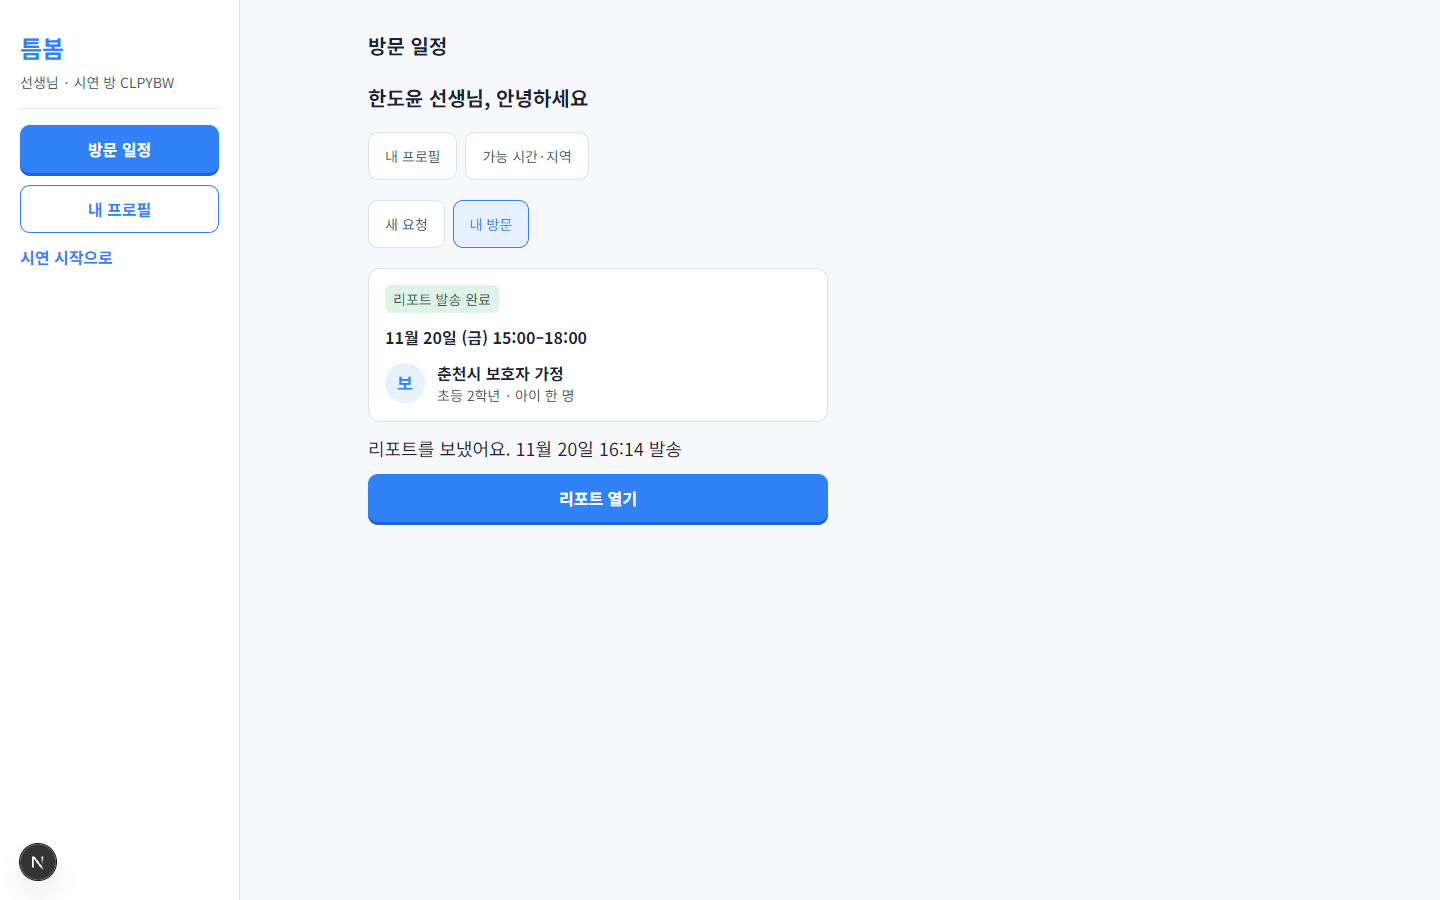 틈봄
선생님 · 시연 방 CLPYBW
방문 일정
내 프로필
시연 시작으로
방문 일정
한도윤 선생님, 안녕하세요
내 프로필
가능 시간·지역
새 요청
내 방문
리포트 발송 완료
11월 20일 (금) 15:00–18:00
보
춘천시 보호자 가정
초등 2학년 · 아이 한 명
리포트를 보냈어요. 11월 20일 16:14 발송
리포트 열기
N